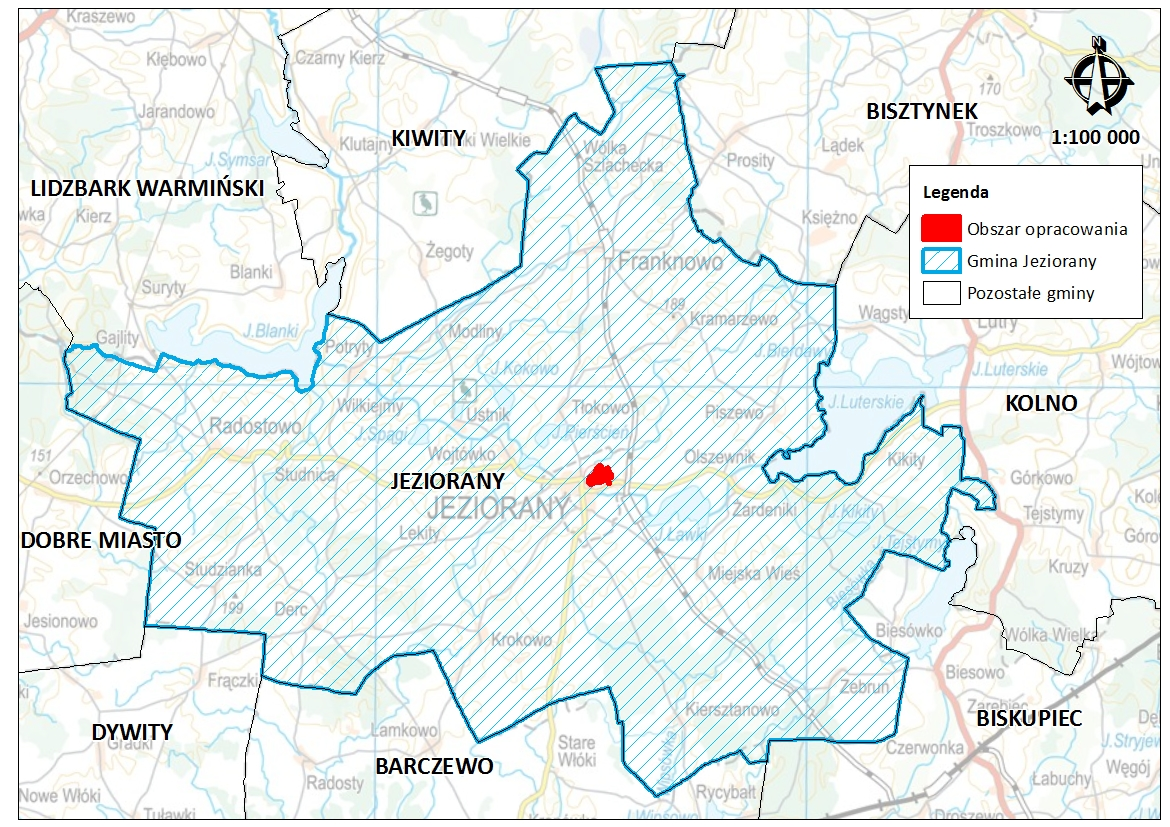 Kraszewo
Klebowo
Czarny Kierz
N
170
Jarandowo
BISZTYNEK
Troszkowo
1:100 000
KIWITY
Klutajny
Wielkie
Wólka
Szlachecka
Lądek
J.Symsar
Prosity
LIDZBARK WARMIŃSKI
Legenda
Kierz
Księżno
Obszar opracowania
Żegoty
Franknowo
Gmina Jeziorany
Blanki
Suryty
189
Pozostałe gminy
Kramarzewo
Wagsty
Lutry
Gajlity
J.Blanki
Modliny
Potryty
J.Kokowo
J.Luterskie
Wójtowo
Wilkiejmy
Ustnik
Tłokowo
Piszewo
J.Luterskie
KOLNO
Radostowo
J.Spągi
J.Pierścień
Wojtówko
Olszewnik
Kikity
151
Orzechowo
Studnica
JEZIORANY
Górkowo
JEZIORANY
Żardeniki
J.Kikity
Tejstymy
Lekity
J.Ławki
J.Tejstymy
DOBRE MIASTO
Studzianka
Miejska Wieś
Kruzy
199
Derc
Jesionowo
Krokowo
Biesówko
Wólka Wielka
Frączki
Biesowo
Żebrun
Zarębiec
Kiersztanowo
BISKUPIEC
DYWITY
Gradki
Lamkowo
Stare
Włóki
Czerwonka
J.Stryjewskie
Węgój
BARCZEWO
Radosty
Łabuchy
Nowe Włóki
Rycybałt
Tuławki